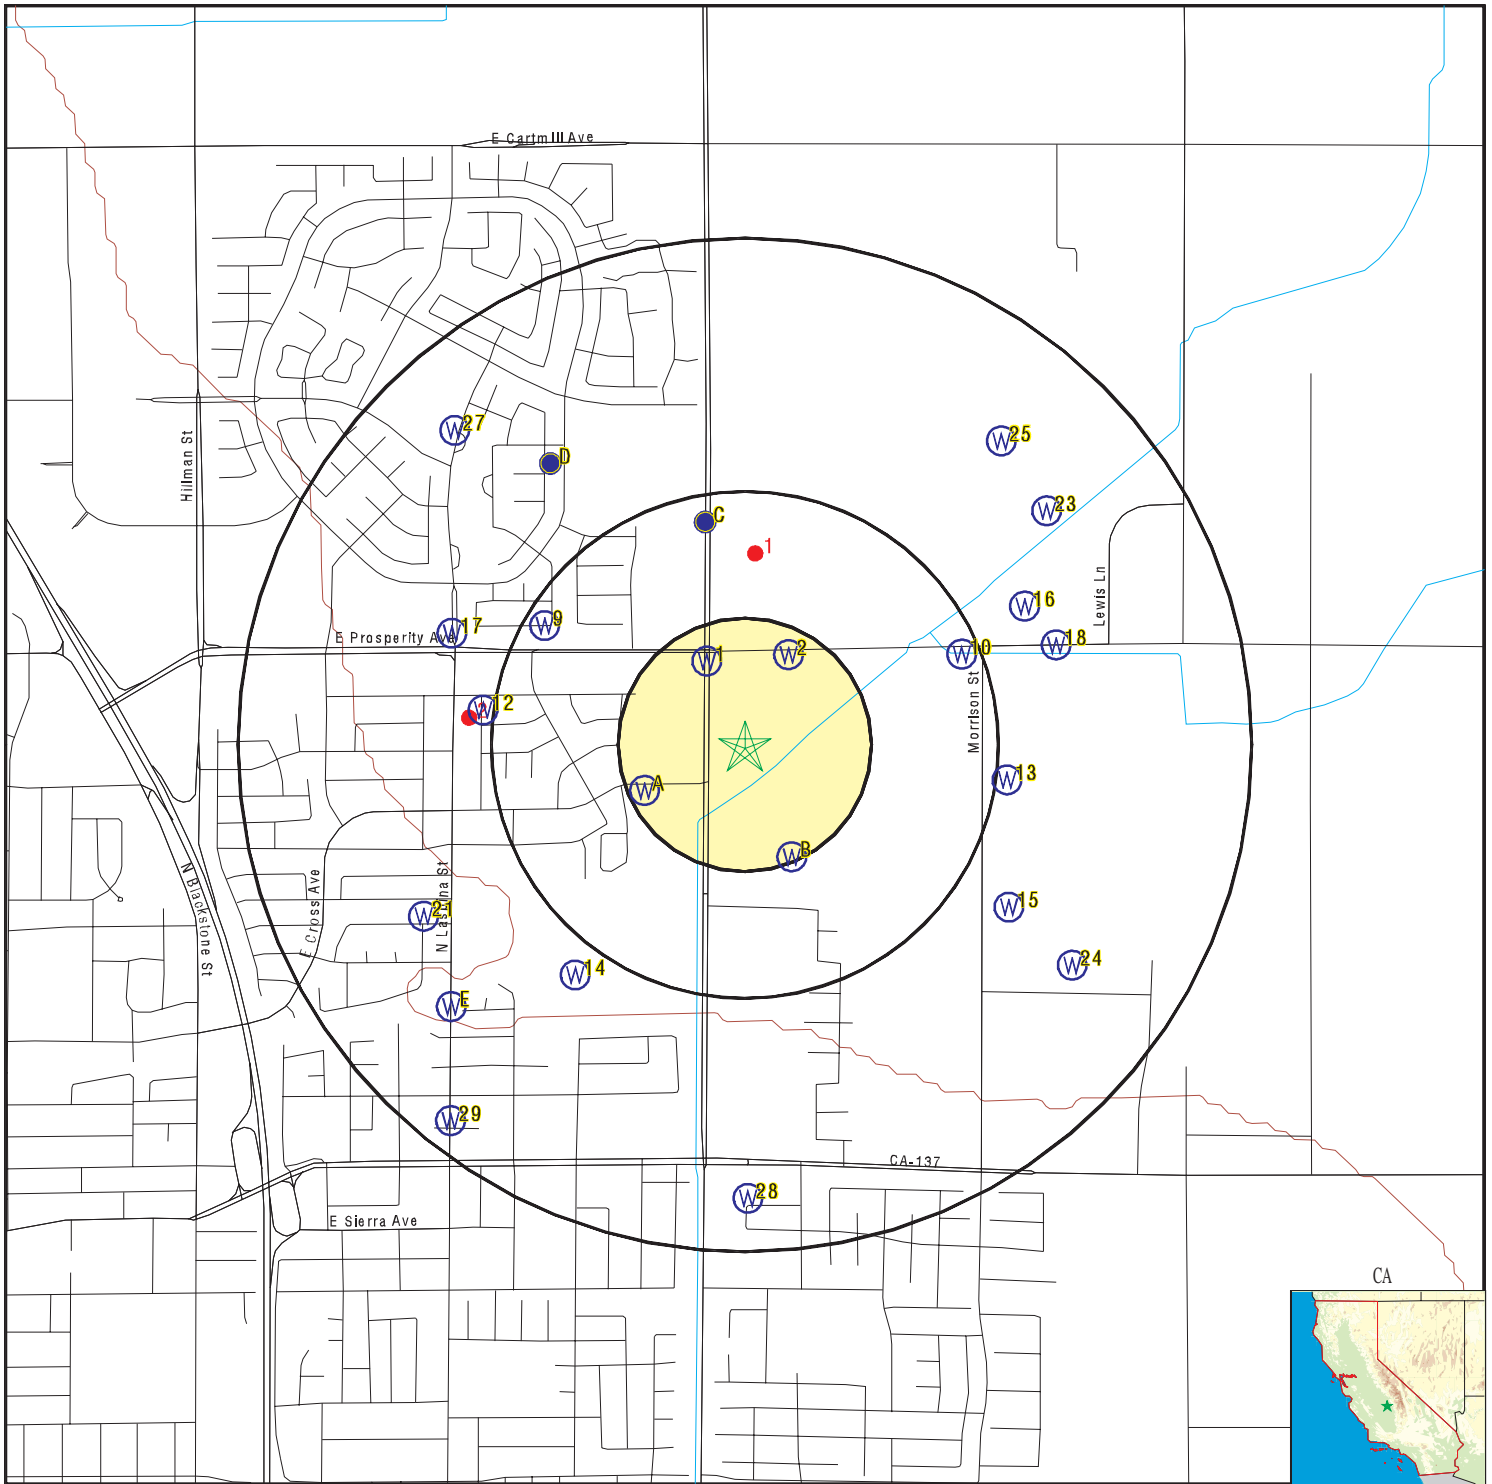 E Cartmill Ave
Hillman St
W 27
W 25
D
C
W 23
1
Lewis Ln
W 16
W 9
W 17
E Prosperity Ave
W 18
W 1
W 2
W 10
Morrison St
W 12
W 13
W A
W B
N Blackstone St
E Cross Ave
N Laspina St
W 21
W 15
W 14
W 24
W E
W 29
CA-137
W 28
E Sierra Ave
CA